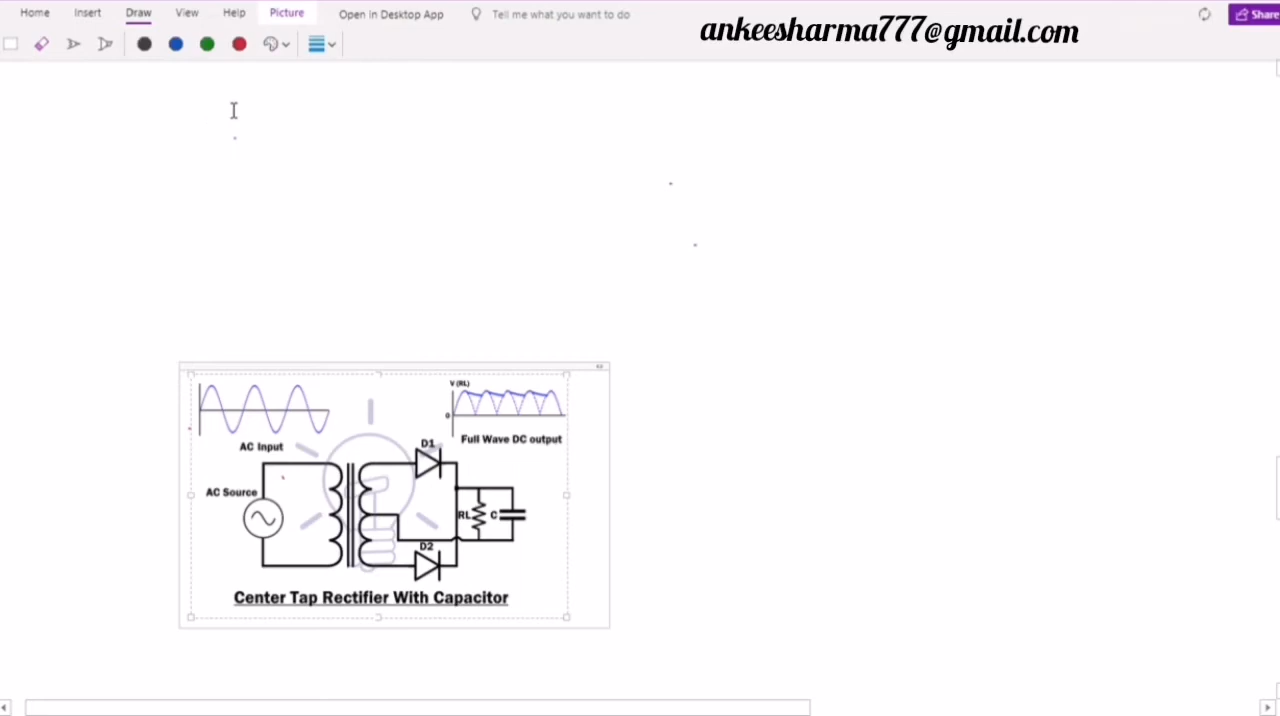 Home Insert Draw View Help Picture Open in Desktop App Tell me what you want to do Share
ankeesharma777@gmail.com
V (RL)
0
AC Input
Full Wave DC output
D1
AC Source
RL C
D2
Center Tap Rectifier With Capacitor